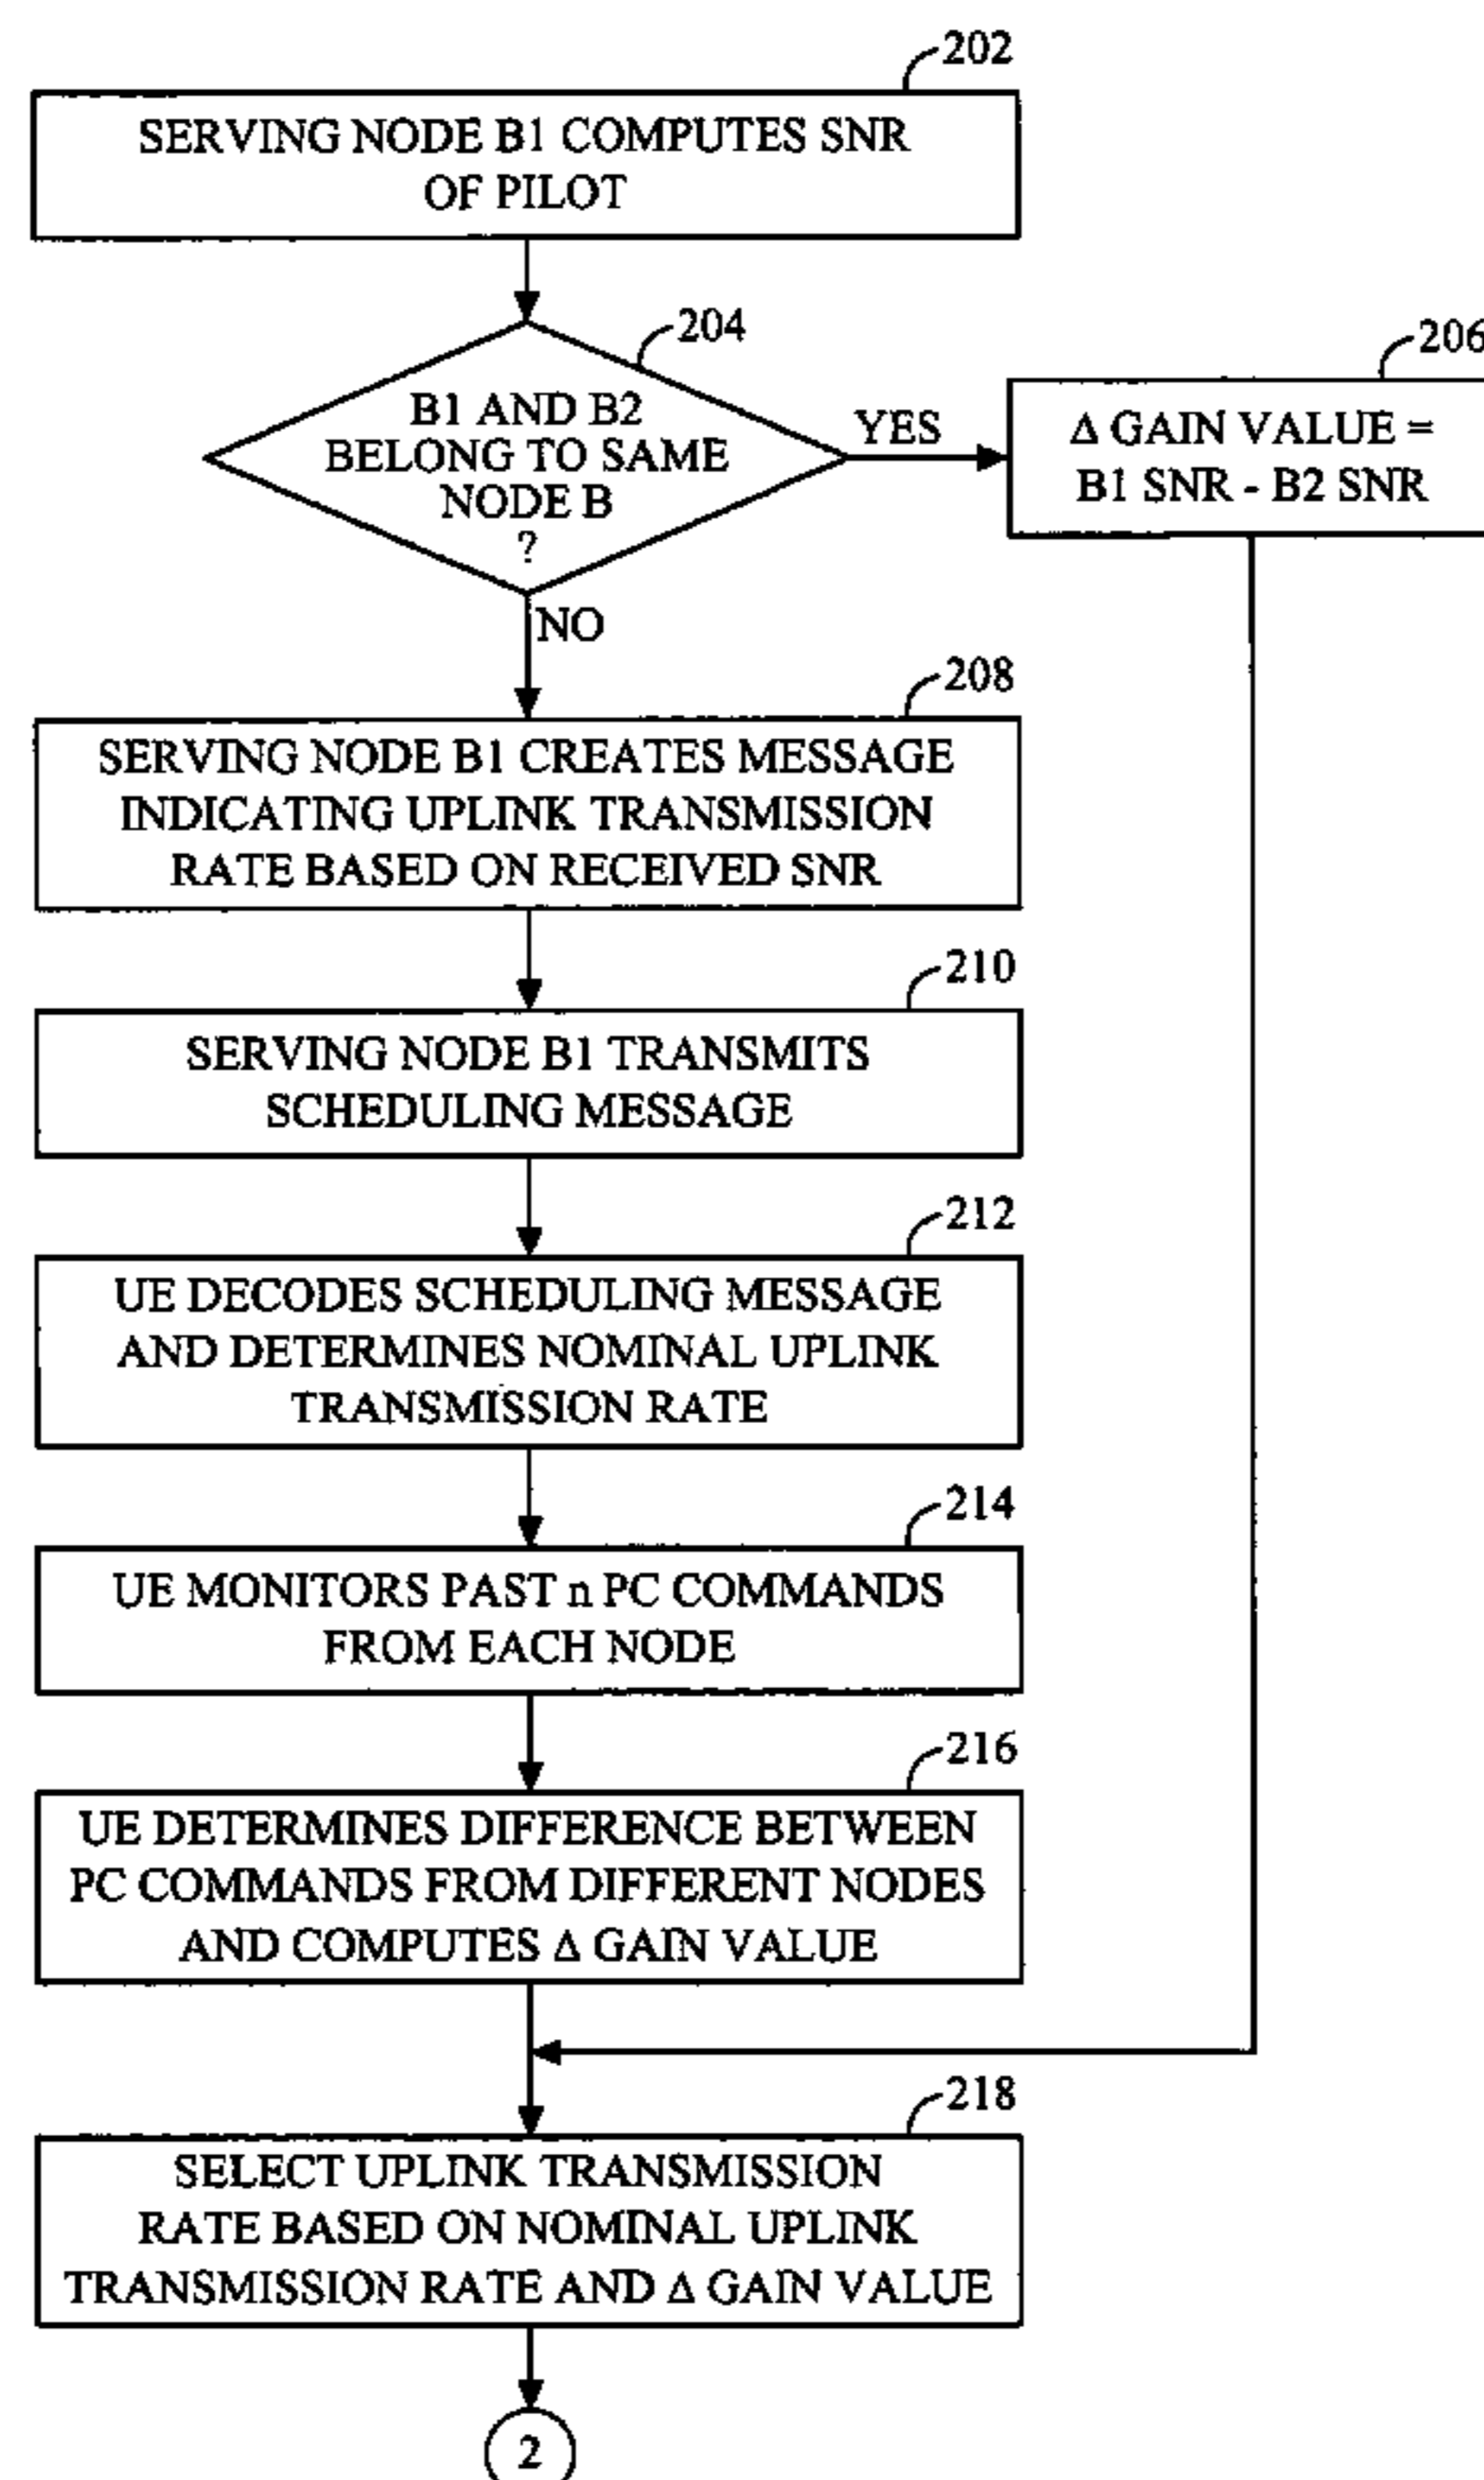 202
SERVING NODE B1 COMPUTES SNR
OF PILOT
204
B1 AND B2
BELONG TO SAME
NODE B
?
YES
206
Δ GAIN VALUE =
B1 SNR - B2 SNR
NO
208
SERVING NODE B1 CREATES MESSAGE
INDICATING UPLINK TRANSMISSION
RATE BASED ON RECEIVED SNR
210
SERVING NODE B1 TRANSMITS
SCHEDULING MESSAGE
212
UE DECODES SCHEDULING MESSAGE
AND DETERMINES NOMINAL UPLINK
TRANSMISSION RATE
214
UE MONITORS PAST n PC COMMANDS
FROM EACH NODE
216
UE DETERMINES DIFFERENCE BETWEEN
PC COMMANDS FROM DIFFERENT NODES
AND COMPUTES Δ GAIN VALUE
218
SELECT UPLINK TRANSMISSION
RATE BASED ON NOMINAL UPLINK
TRANSMISSION RATE AND Δ GAIN VALUE
2